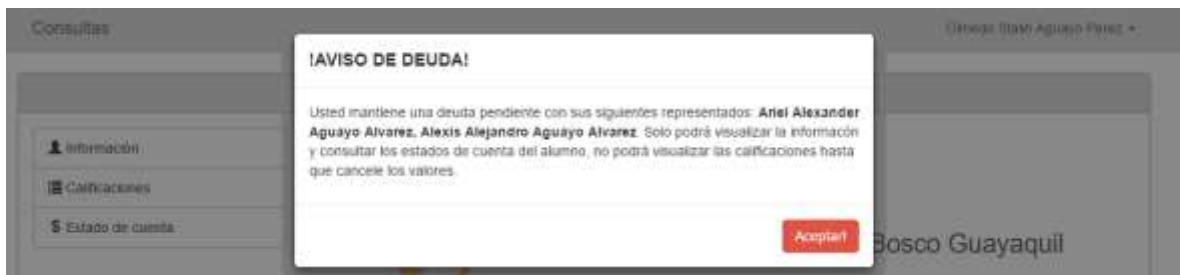 Consultas
Aguayo Perez
!AVISO DE DEUDA!
Usted mantiene una deuda pendiente con sus siguientes representados: Ariel Alexander
Aguayo Alvarez, Alexis Alejandro Aguayo Alvarez. Solo podrá visualizar la informacón
y consultar los estados de cuenta del alumno, no podrá visualizar las calificaciones hasta
que cancele los valores.
Información
Calificaciones
$ Estado de cuenta
Aceptar!
Bosco Guayaquil